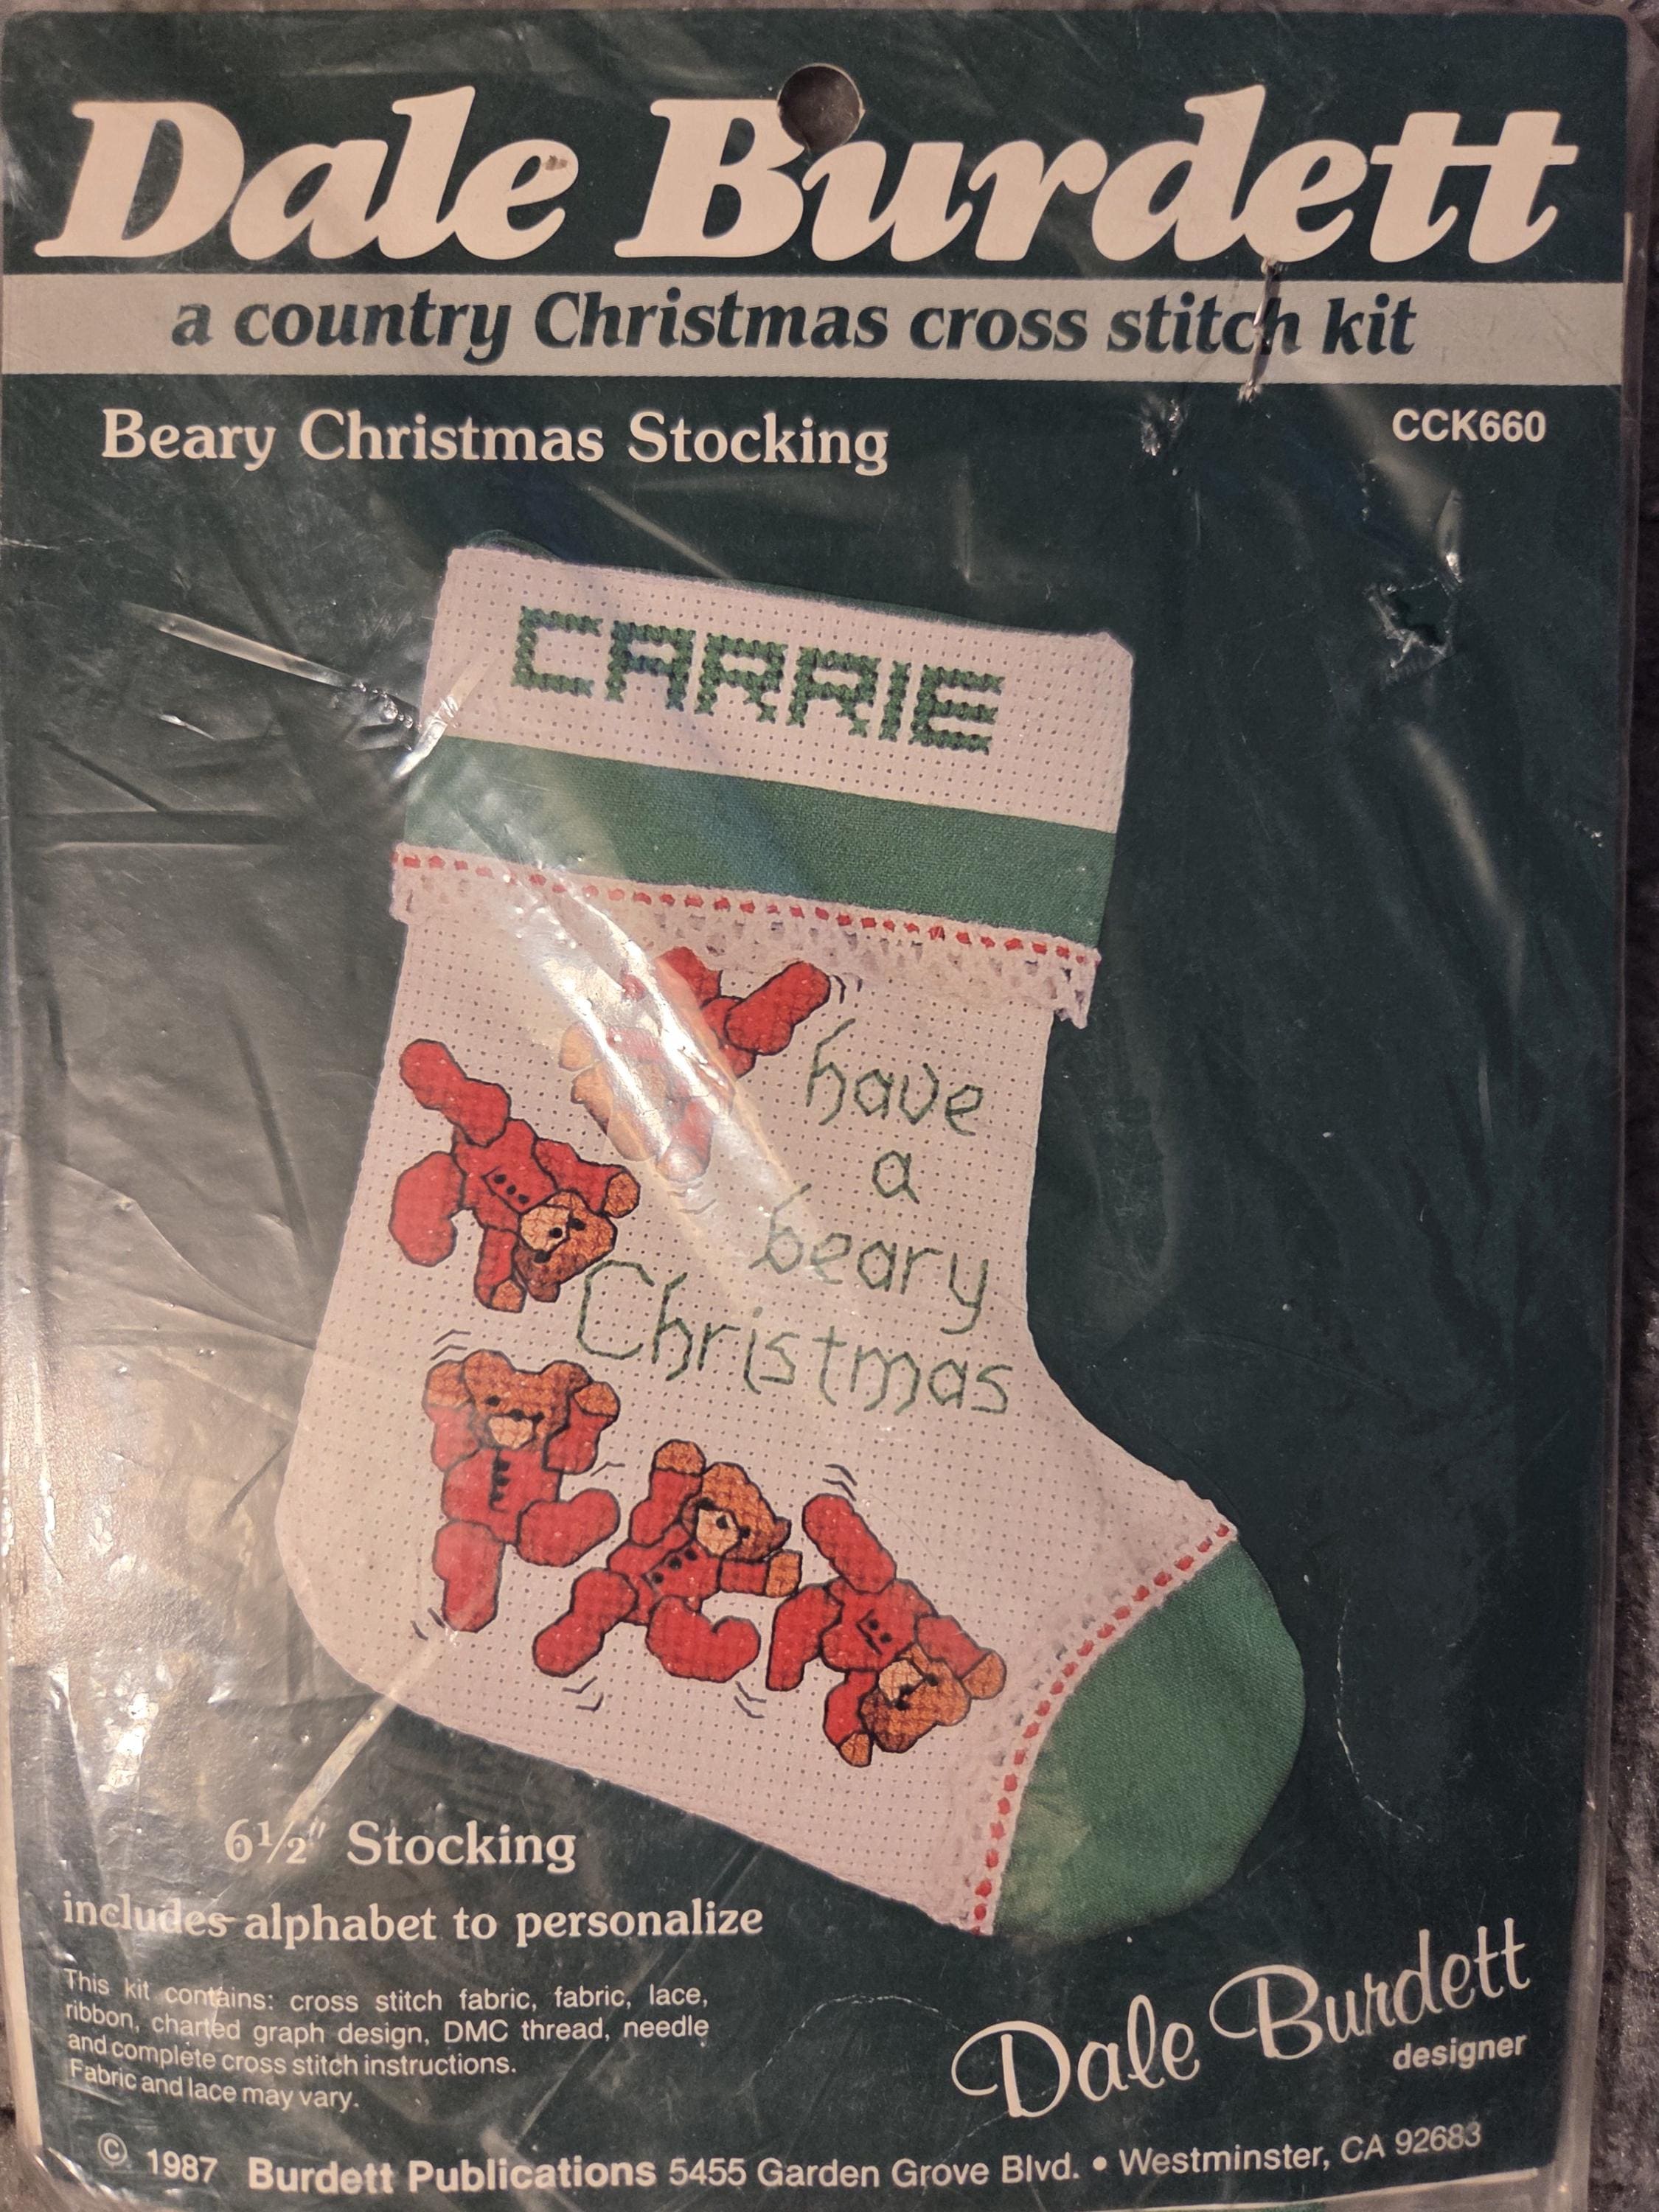 Dale Burdett
a country Christmas cross stitch kit
Beary Christmas Stocking
CCK660
CARRIE
have
a
beary
Christmas
6½" Stocking
includes alphabet to personalize
This kit contains: cross stitch fabric, fabric, lace,
ribbon, charted graph design, DMC thread, needle
and complete cross stitch instructions.
Fabric and lace may vary.
Dale Burdett
designer
© 1987 Burdett Publications 5455 Garden Grove Blvd. • Westminster, CA 92683